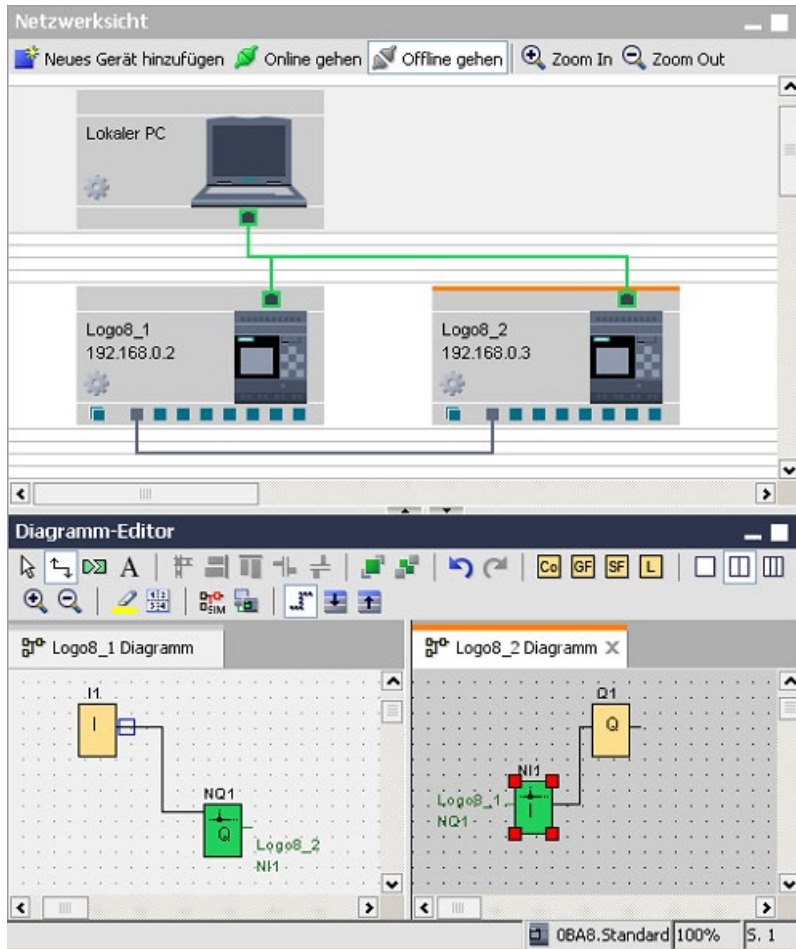 Netzwerksicht
Neues Gerät hinzufügen Online gehen Offline gehen Zoom In Zoom Out
Lokaler PC
Logo8_1
192.168.0.2
Logo8_2
192.168.0.3
Diagramm-Editor
A Co GF SF L
SIM
Logo8_1 Diagramm
I1
I
NQ1
Q
Logo8_2
NI1
Logo8_2 Diagramm
Q1
Q
NI1
I
Logo8_1
NQ1
0BA8.Standard 100% S. 1